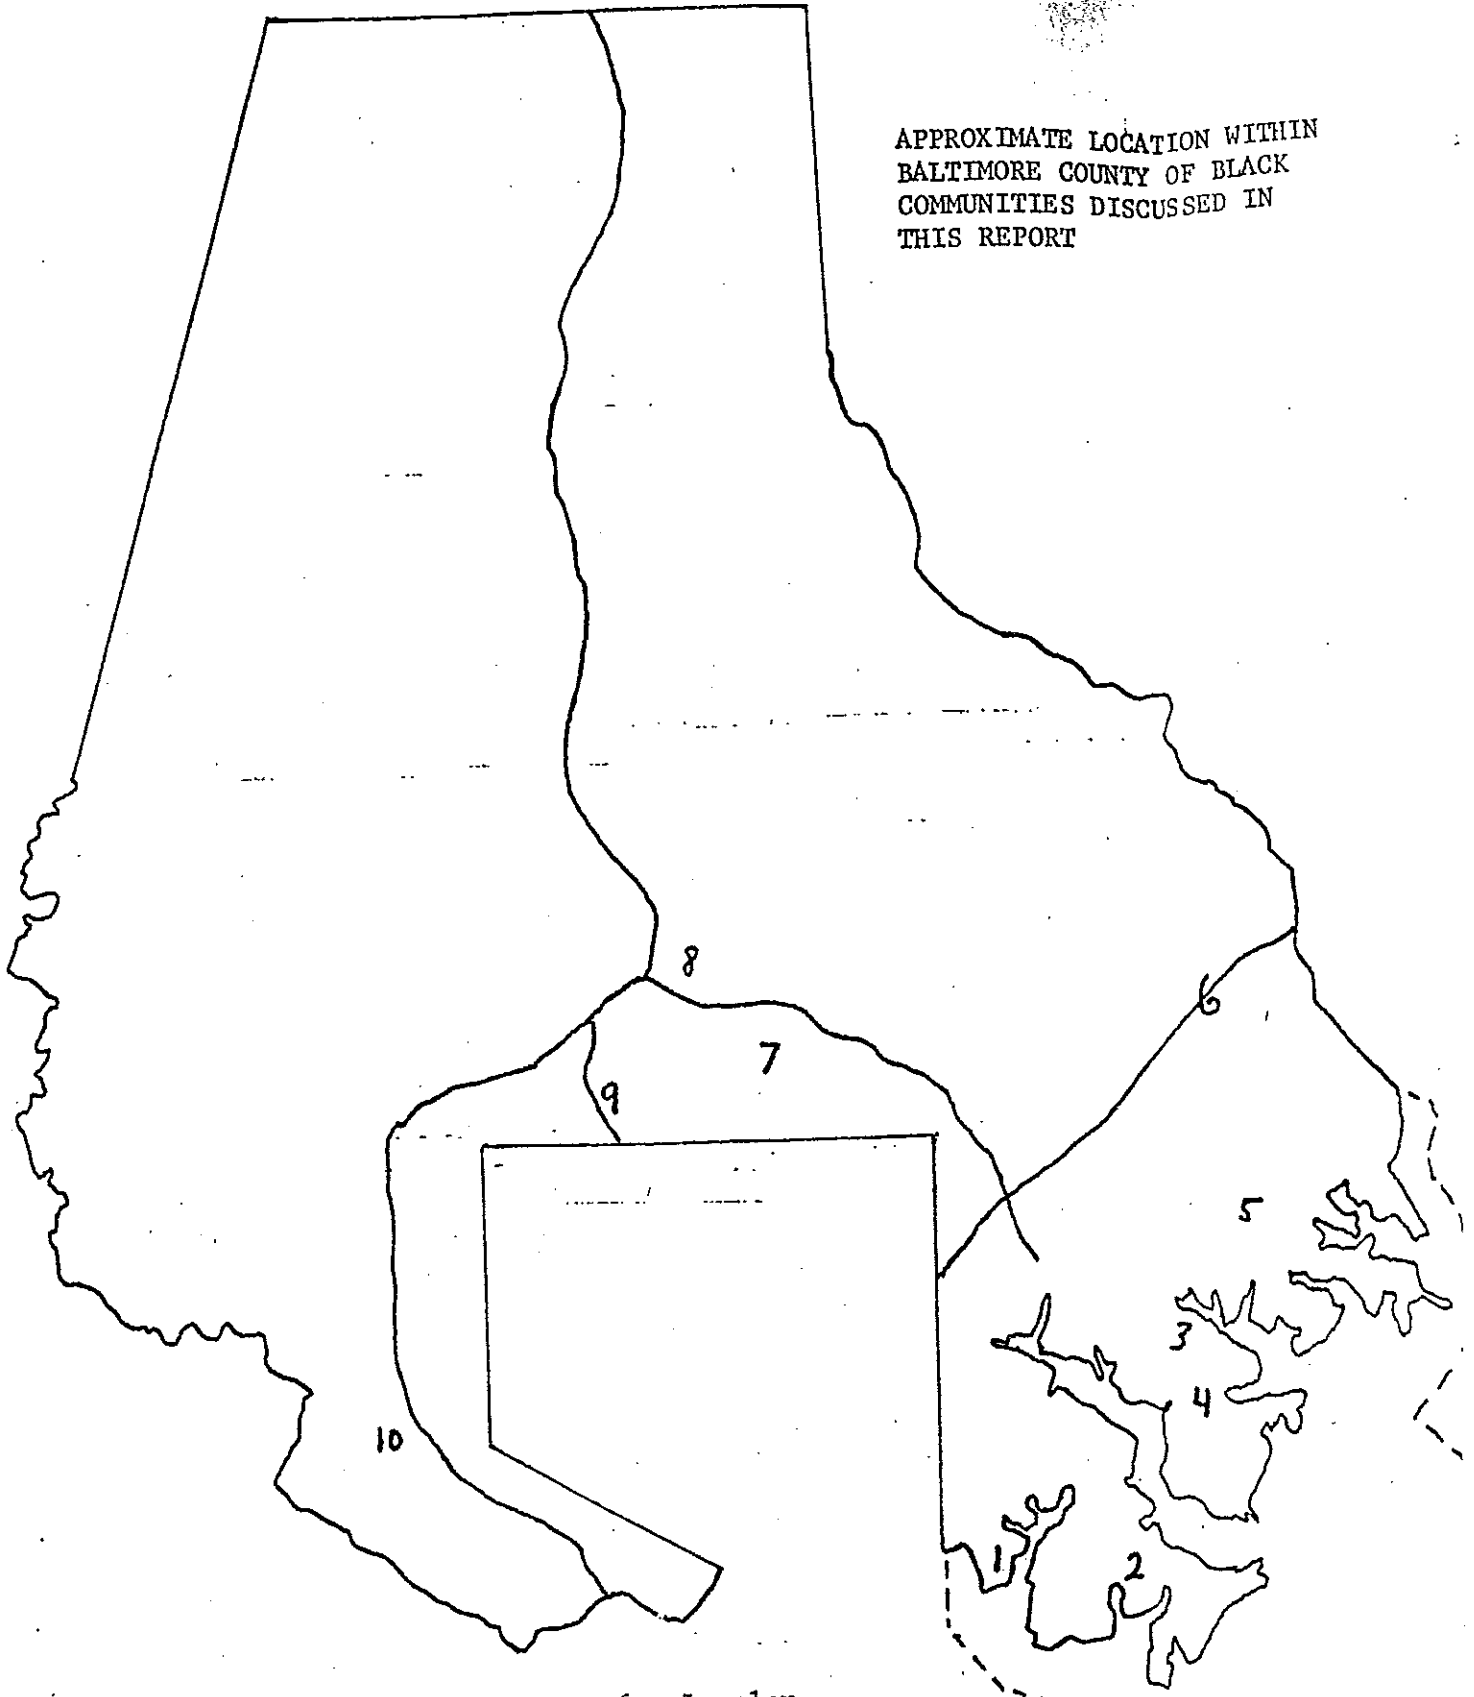 APPROXIMATE LOCATION WITHIN
BALTIMORE COUNTY OF BLACK
COMMUNITIES DISCUSSED IN
THIS REPORT
8
6
7
9
5
3
4
10
1
2